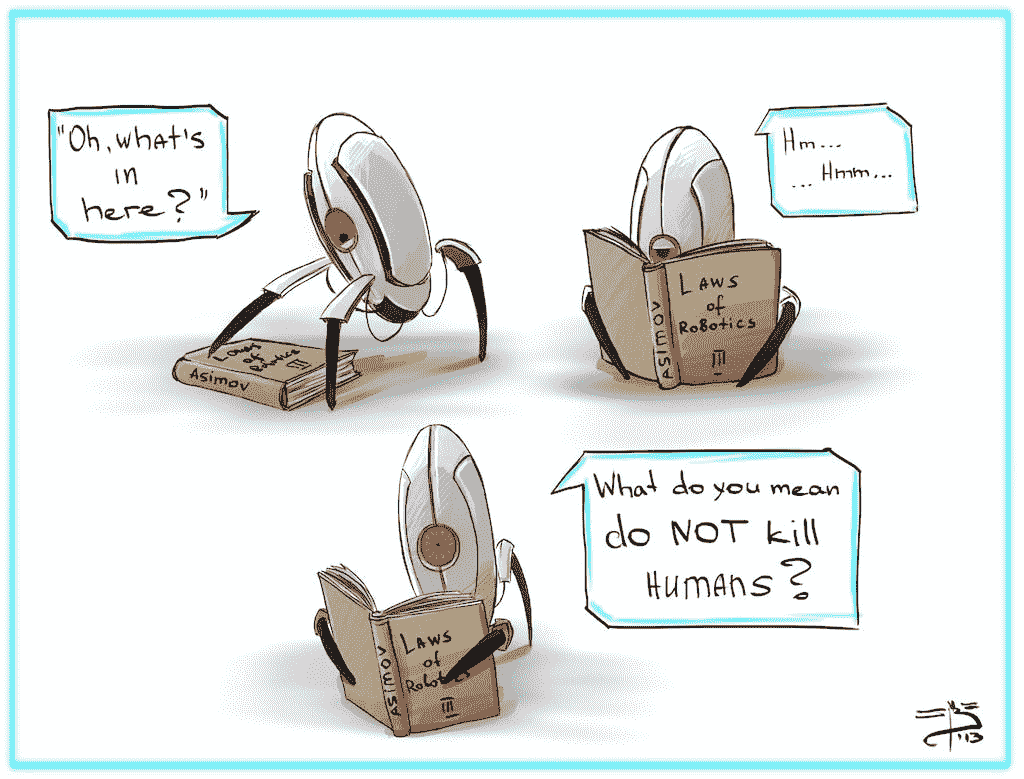 "Oh, what's
in
here?"
Laws
of
Robotics
III
Asimov
Hm...
...Hmm...
Laws
of
Robotics
III
Asimov
What do you mean
do NOT kill
HUMANS?
Laws
of
Robotics
III
Asimov
'13